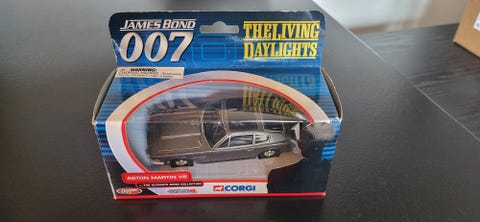 JAMES BOND
007
THE LIVING
DAYLIGHTS
WARNING:
ASTON MARTIN V8
THE ULTIMATE BOND COLLECTION
CORGI